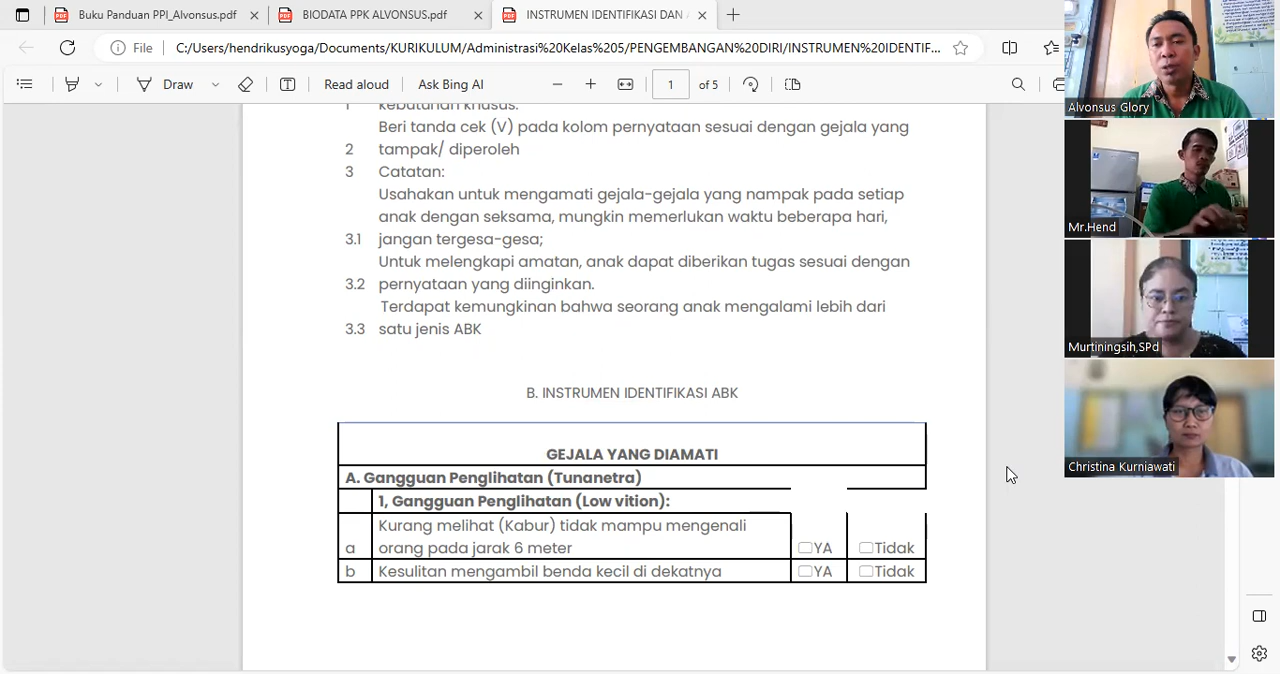 Buku Panduan PPI_Alvonsus.pdf
BIODATA PPK ALVONSUS.pdf
INSTRUMEN IDENTIFIKASI DAN
File
C:/Users/hendrikusyoga/Documents/KURIKULUM/Administrasi%20Kelas%205/PENGEMBANGAN%20DIRI/INSTRUMEN%20IDENTIF...
Draw
Read aloud
Ask Bing AI
1
of 5
1 kebutuhan khusus.
Beri tanda cek (V) pada kolom pernyataan sesuai dengan gejala yang
2 tampak/ diperoleh
3 Catatan:
Usahakan untuk mengamati gejala-gejala yang nampak pada setiap
anak dengan seksama, mungkin memerlukan waktu beberapa hari,
3.1 jangan tergesa-gesa;
Untuk melengkapi amatan, anak dapat diberikan tugas sesuai dengan
3.2 pernyataan yang diinginkan.
Terdapat kemungkinan bahwa seorang anak mengalami lebih dari
3.3 satu jenis ABK
B. INSTRUMEN IDENTIFIKASI ABK
GEJALA YANG DIAMATI
A. Gangguan Penglihatan (Tunanetra)
1, Gangguan Penglihatan (Low vition):
Kurang melihat (Kabur) tidak mampu mengenali
a orang pada jarak 6 meter YA Tidak
b Kesulitan mengambil benda kecil di dekatnya YA Tidak
Alvonsus Glory
Mr.Hend
Murtiningsih,SPd
Christina Kurniawati